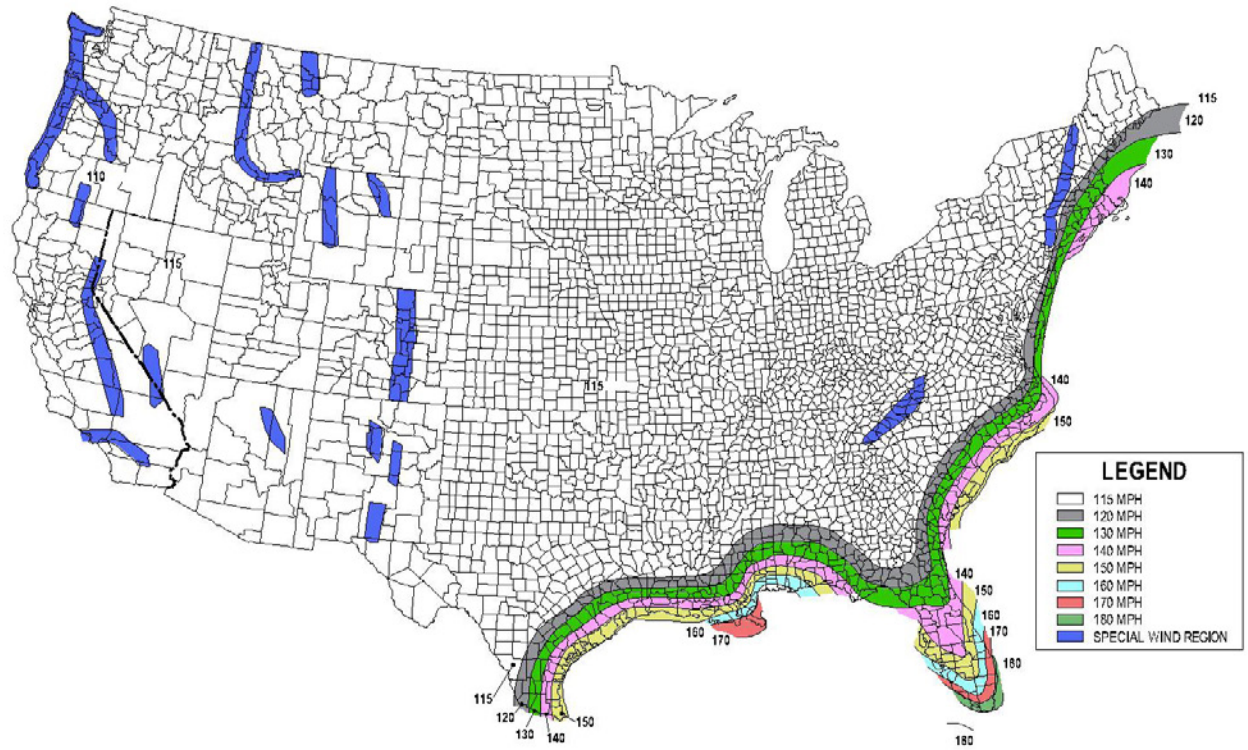 115
120
130
140
110
115
115
140
150
LEGEND
115 MPH
120 MPH
130 MPH
140 MPH
150 MPH
160 MPH
170 MPH
180 MPH
SPECIAL WIND REGION
140
150
160
170
180
160
170
115
120
130
140
150
180